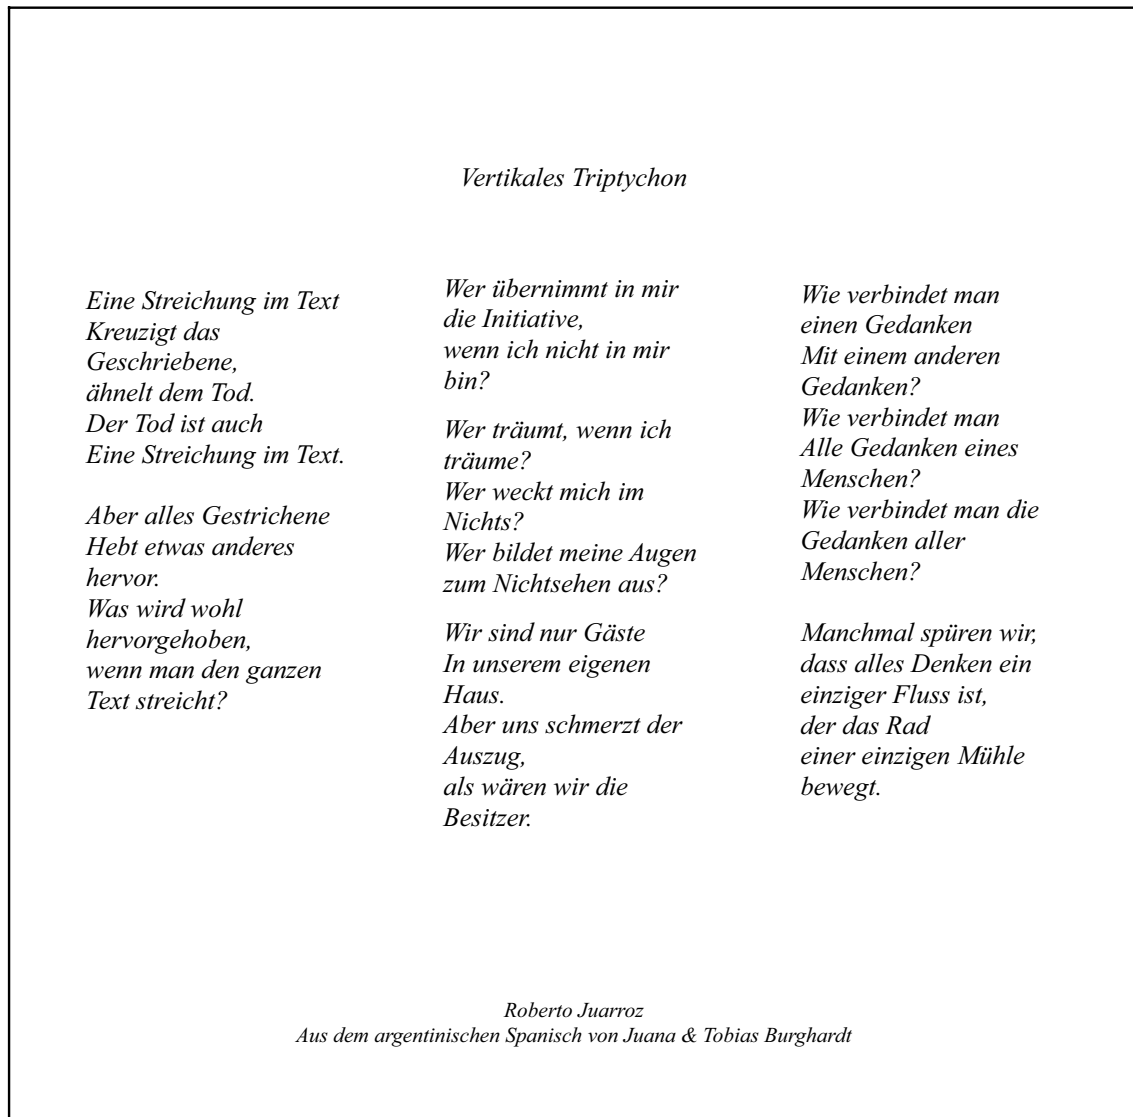 Vertikales Triptychon
Eine Streichung im Text
Kreuzigt das
Geschriebene,
ähnelt dem Tod.
Der Tod ist auch
Eine Streichung im Text.
Aber alles Gestrichene
Hebt etwas anderes
hervor.
Was wird wohl
hervorgehoben,
wenn man den ganzen
Text streicht?
Wer übernimmt in mir
die Initiative,
wenn ich nicht in mir
bin?
Wer träumt, wenn ich
träume?
Wer weckt mich im
Nichts?
Wer bildet meine Augen
zum Nichtsehen aus?
Wir sind nur Gäste
In unserem eigenen
Haus.
Aber uns schmerzt der
Auszug,
als wären wir die
Besitzer.
Wie verbindet man
einen Gedanken
Mit einem anderen
Gedanken?
Wie verbindet man
Alle Gedanken eines
Menschen?
Wie verbindet man die
Gedanken aller
Menschen?
Manchmal spüren wir,
dass alles Denken ein
einziger Fluss ist,
der das Rad
einer einzigen Mühle
bewegt.
Roberto Juarroz
Aus dem argentinischen Spanisch von Juana & Tobias Burghardt